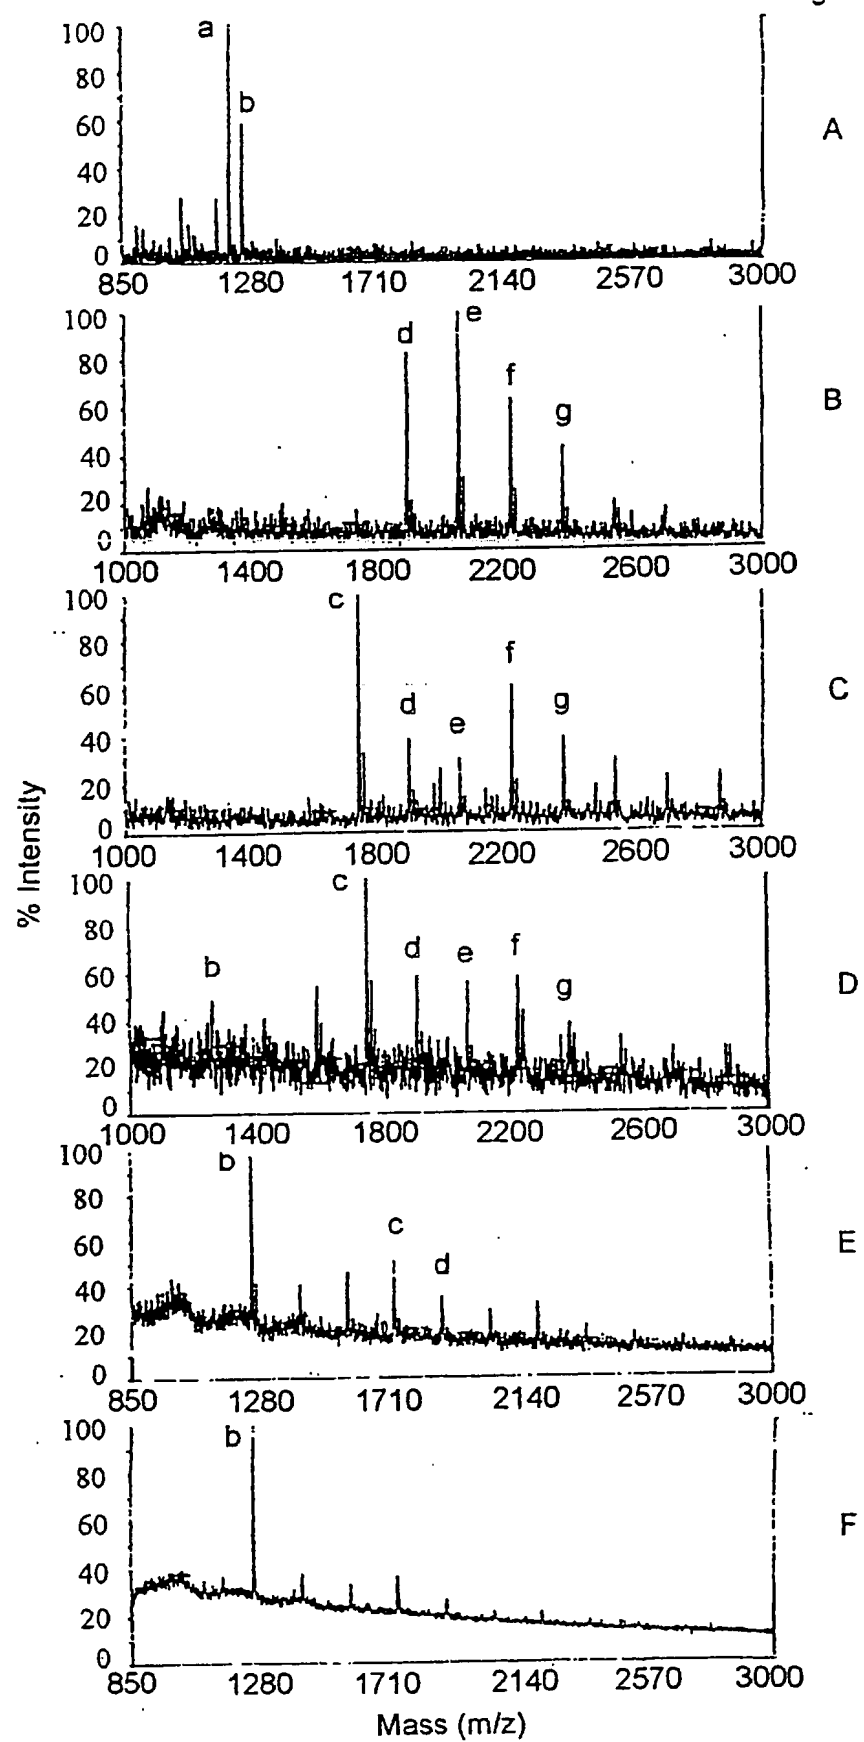 100 a
80
b
60 A
40
20
0
850 1280 1710 2140 2570 3000
100 e
d
80
f
60 g B
40
20
0
1000 1400 1800 2200 2600 3000
100 c
80
f
60 d g C
e
40
20
0
1000 1400 1800 2200 2600 3000
100 c
80
d e f
60 b g D
40
20
0
1000 1400 1800 2200 2600 3000
100 b
80
c
60 d E
40
20
0
850 1280 1710 2140 2570 3000
100 b
80
60 F
40
20
0
850 1280 1710 2140 2570 3000
% Intensity
Mass (m/z)